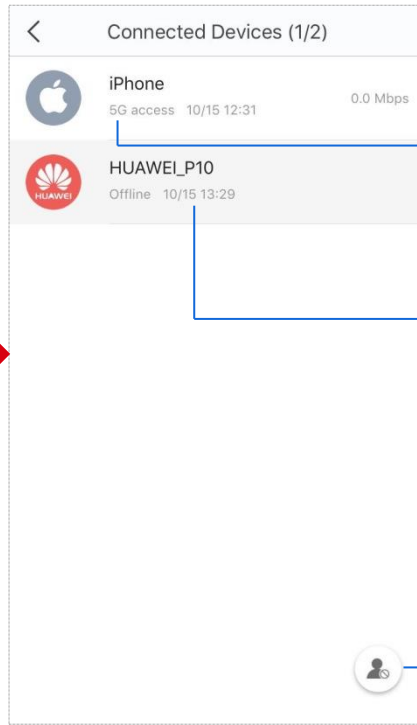 Connected Devices (1/2)
iPhone
5G access 10/15 12:31
0.0 Mbps
HUAWEI_P10
HUAWEI
Offline 10/15 13:29